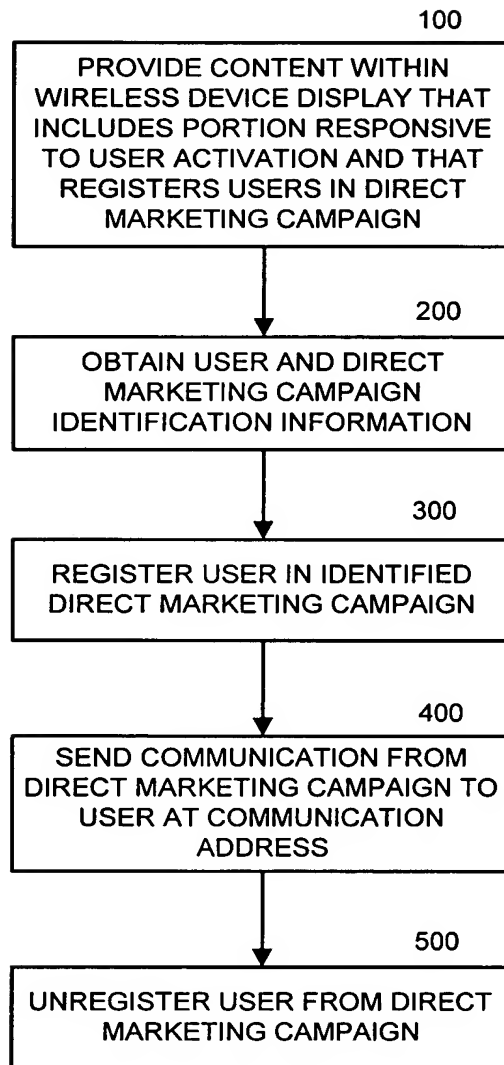 100
PROVIDE CONTENT WITHIN
WIRELESS DEVICE DISPLAY THAT
INCLUDES PORTION RESPONSIVE
TO USER ACTIVATION AND THAT
REGISTERS USERS IN DIRECT
MARKETING CAMPAIGN
200
OBTAIN USER AND DIRECT
MARKETING CAMPAIGN
IDENTIFICATION INFORMATION
300
REGISTER USER IN IDENTIFIED
DIRECT MARKETING CAMPAIGN
400
SEND COMMUNICATION FROM
DIRECT MARKETING CAMPAIGN TO
USER AT COMMUNICATION
ADDRESS
500
UNREGISTER USER FROM DIRECT
MARKETING CAMPAIGN